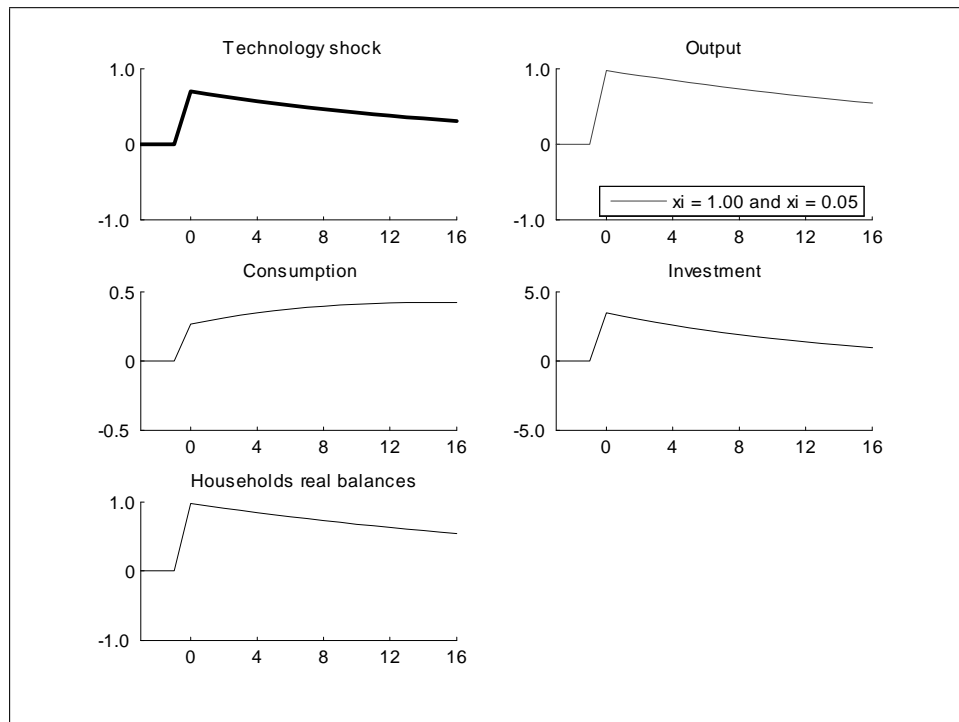 Technology shock
1.0
0
-1.0
0 4 8 12 16
Output
1.0
0
-1.0
xi = 1.00 and xi = 0.05
0 4 8 12 16
Consumption
0.5
0
-0.5
0 4 8 12 16
Investment
5.0
0
-5.0
0 4 8 12 16
Households real balances
1.0
0
-1.0
0 4 8 12 16